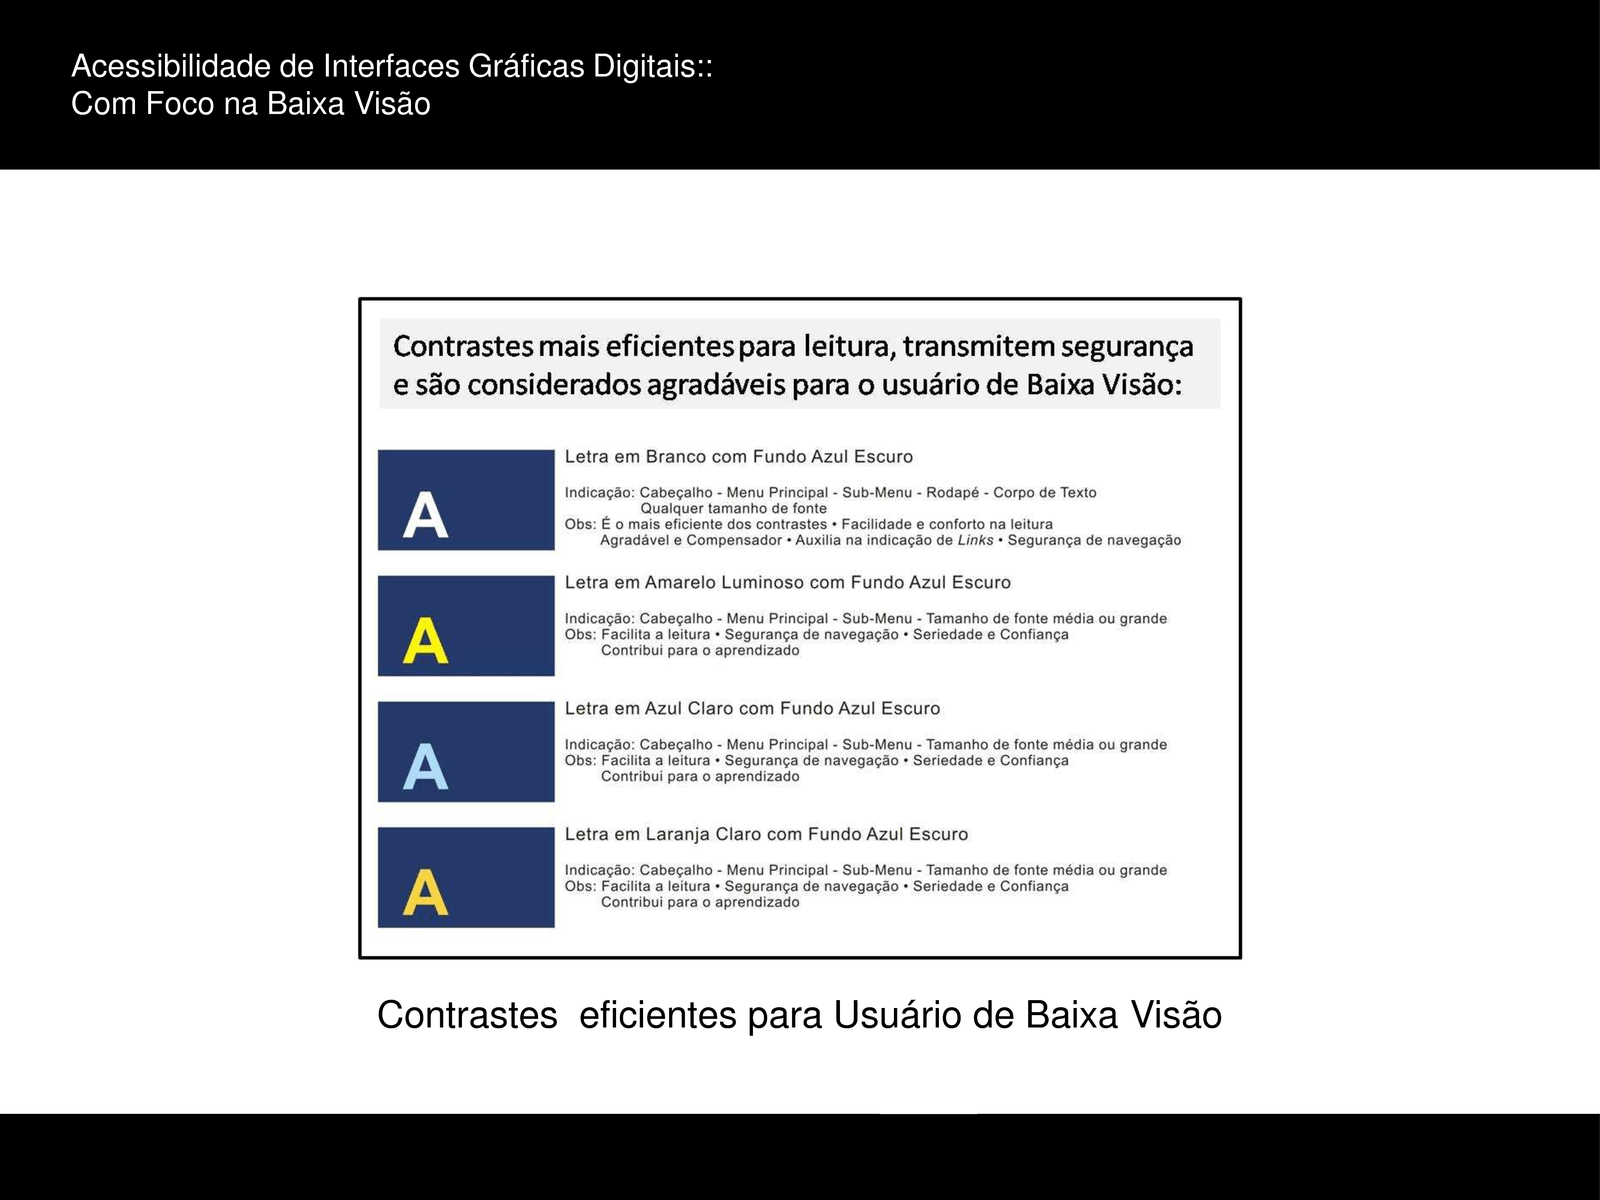 Acessibilidade de Interfaces Gráficas Digitais::
Com Foco na Baixa Visão
Contrastes mais eficientes para leitura, transmitem segurança
e são considerados agradáveis para o usuário de Baixa Visão:
A
Letra em Branco com Fundo Azul Escuro
Indicação: Cabeçalho - Menu Principal - Sub-Menu - Rodapé - Corpo de Texto
Qualquer tamanho de fonte
Obs: É o mais eficiente dos contrastes • Facilidade e conforto na leitura
Agradável e Compensador • Auxilia na indicação de Links • Segurança de navegação
A
Letra em Amarelo Luminoso com Fundo Azul Escuro
Indicação: Cabeçalho - Menu Principal - Sub-Menu - Tamanho de fonte média ou grande
Obs: Facilita a leitura • Segurança de navegação • Seriedade e Confiança
Contribui para o aprendizado
A
Letra em Azul Claro com Fundo Azul Escuro
Indicação: Cabeçalho - Menu Principal - Sub-Menu - Tamanho de fonte média ou grande
Obs: Facilita a leitura • Segurança de navegação • Seriedade e Confiança
Contribui para o aprendizado
A
Letra em Laranja Claro com Fundo Azul Escuro
Indicação: Cabeçalho - Menu Principal - Sub-Menu - Tamanho de fonte média ou grande
Obs: Facilita a leitura • Segurança de navegação • Seriedade e Confiança
Contribui para o aprendizado
Contrastes  eficientes para Usuário de Baixa Visão